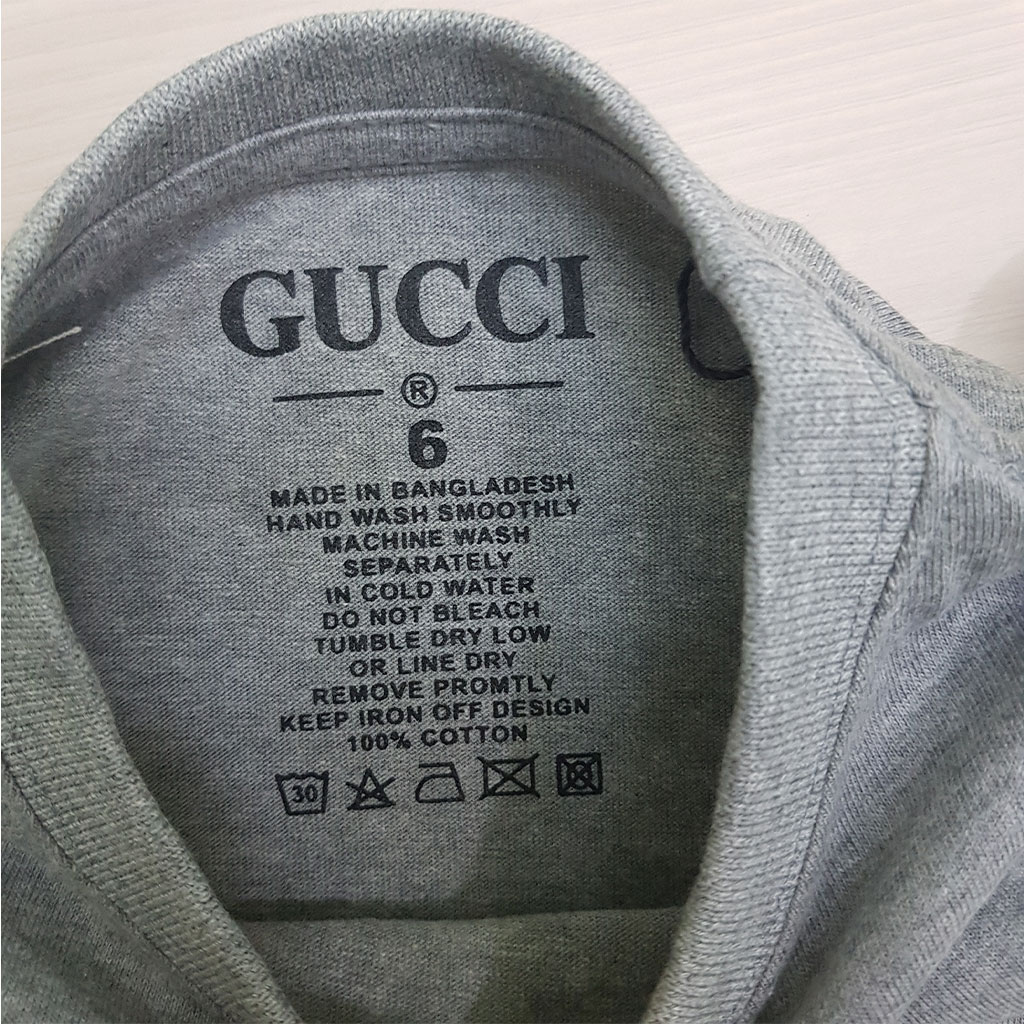 GUCCI
®
6
MADE IN BANGLADESH
HAND WASH SMOOTHLY
MACHINE WASH
SEPARATELY
IN COLD WATER
DO NOT BLEACH
TUMBLE DRY LOW
OR LINE DRY
REMOVE PROMTLY
KEEP IRON OFF DESIGN
100% COTTON
30